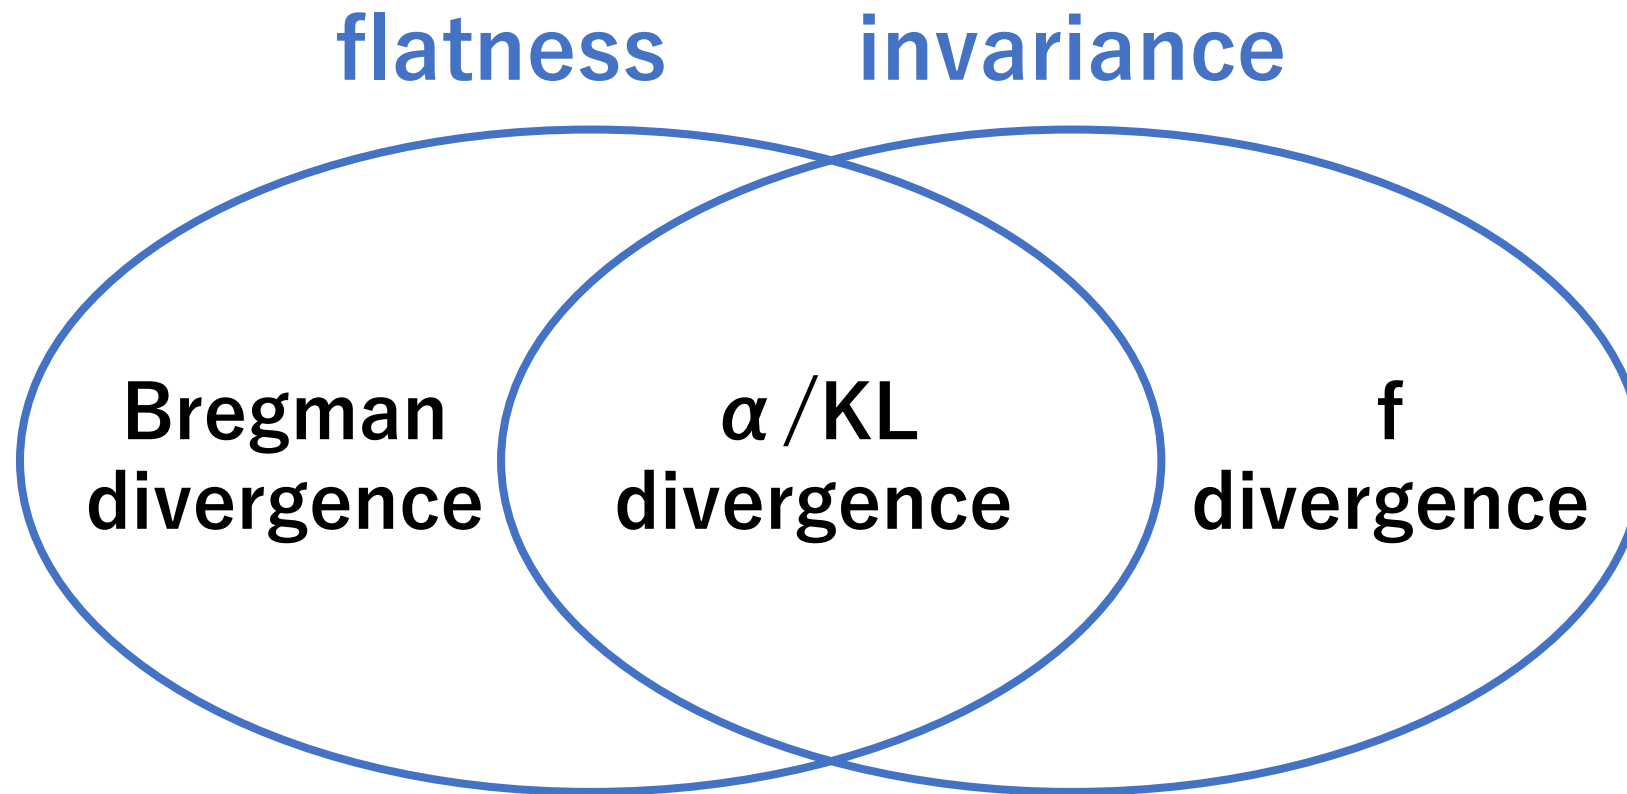 flatness
invariance
Bregman
divergence
α/KL
divergence
f
divergence